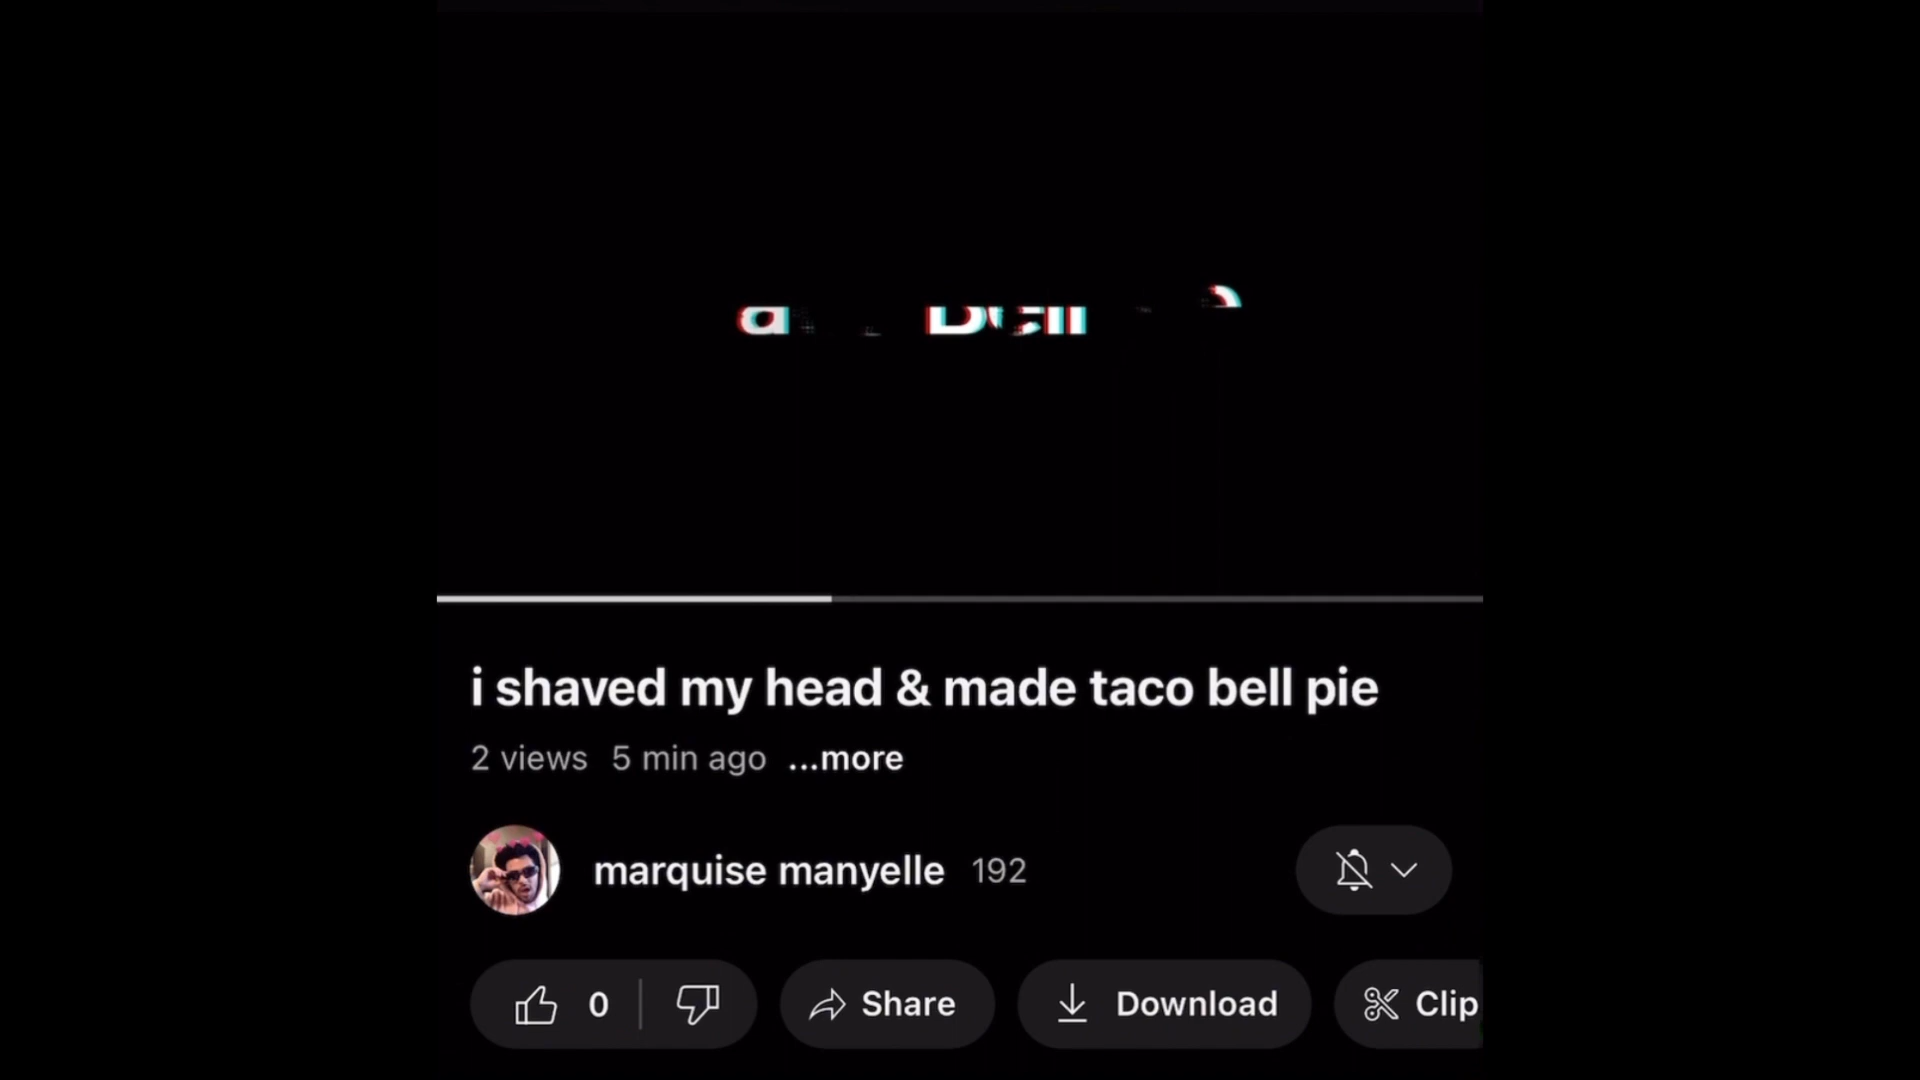 Bell
i shaved my head & made taco bell pie
2 views 5 min ago ...more
marquise manyelle 192
0 Share Download Clip